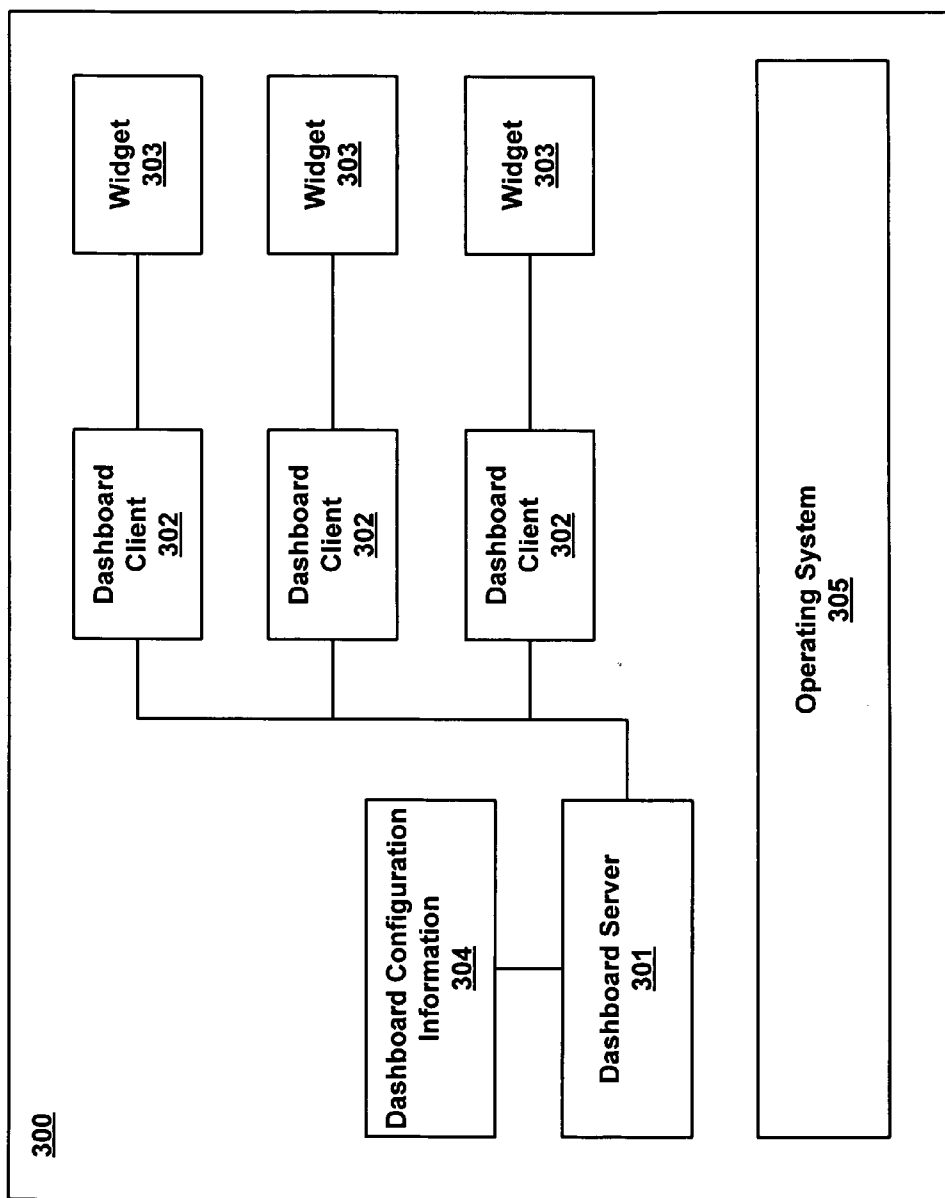 300
Dashboard Configuration
Information
304
Dashboard Server
301
Dashboard
Client
302
Dashboard
Client
302
Dashboard
Client
302
Widget
303
Widget
303
Widget
303
Operating System
305